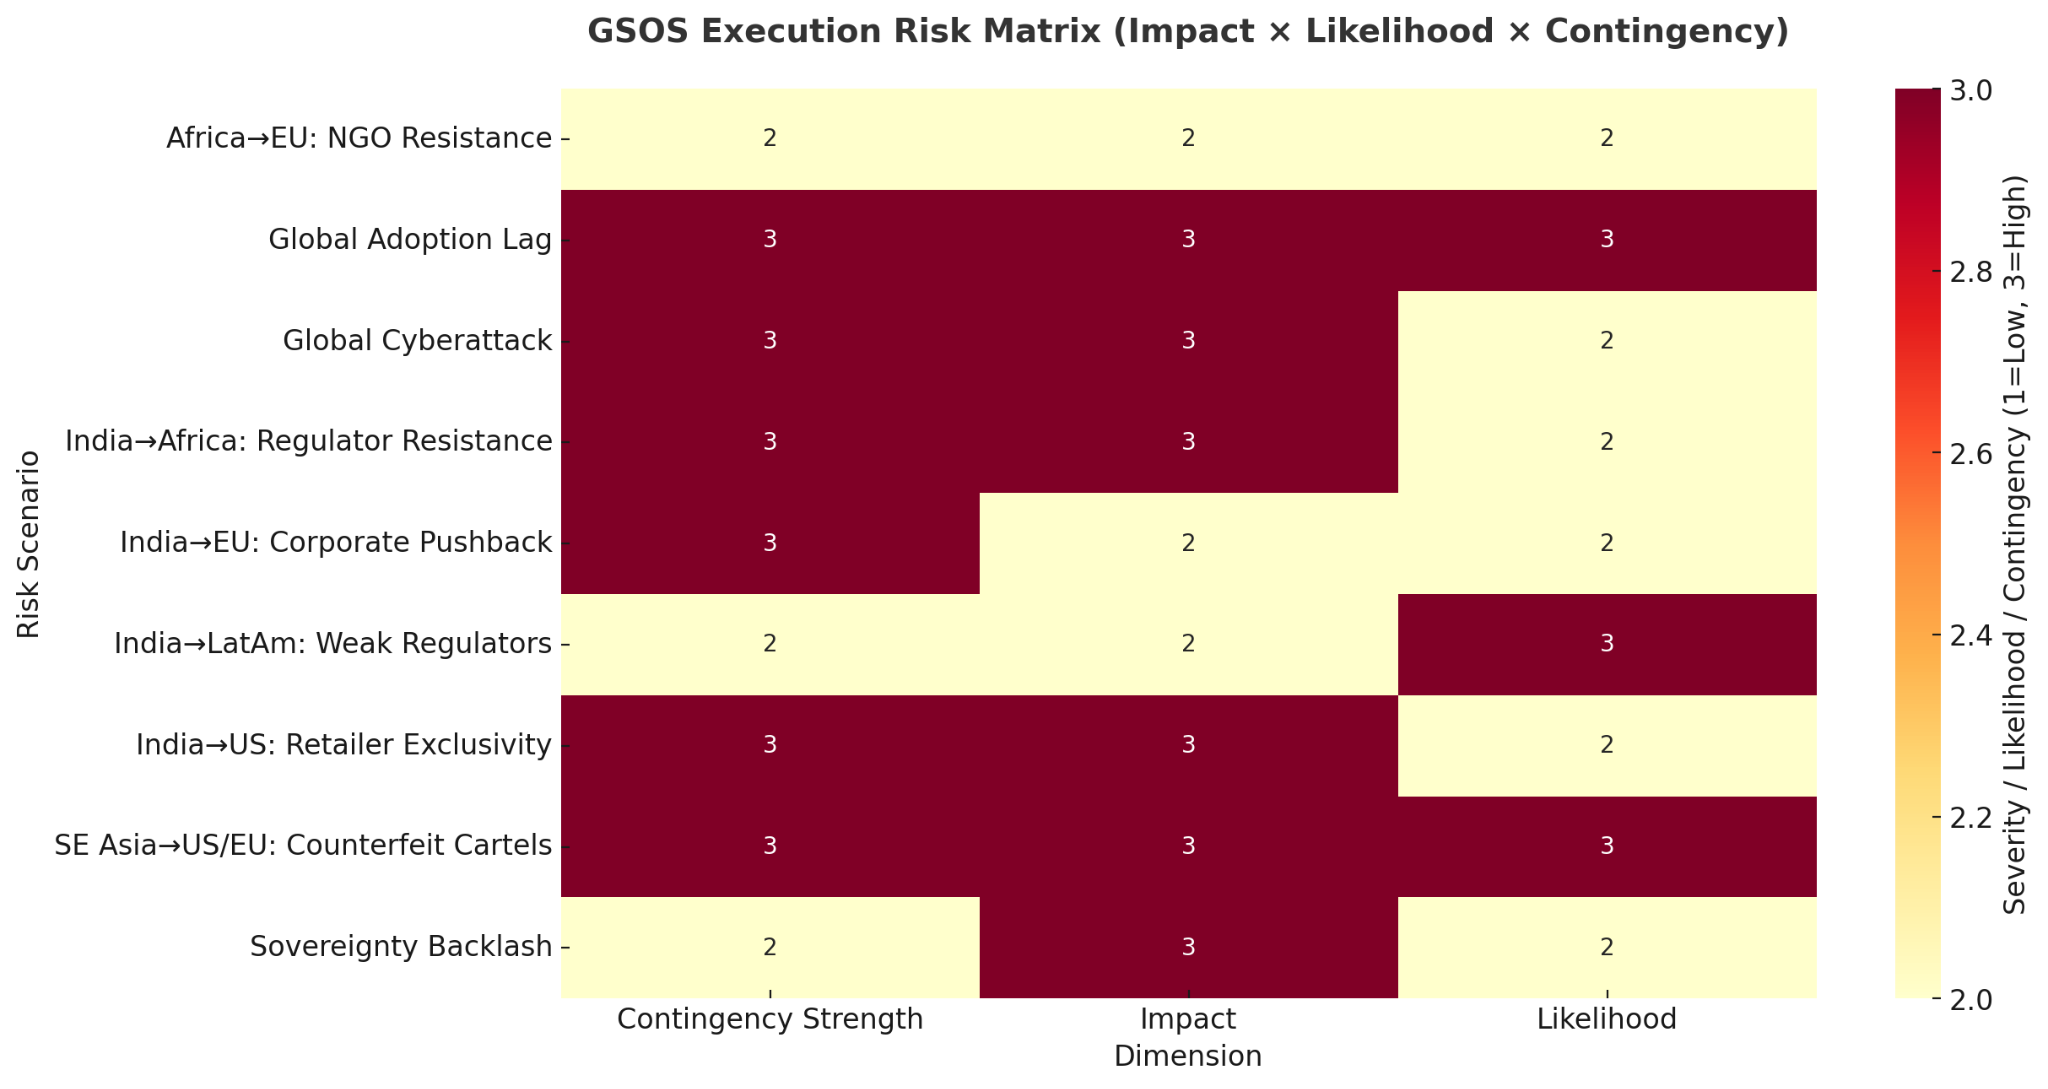 GSOS Execution Risk Matrix (Impact × Likelihood × Contingency)
Risk Scenario
Africa→EU: NGO Resistance 2 2 2
Global Adoption Lag 3 3 3
Global Cyberattack 3 3 2
India→Africa: Regulator Resistance 3 3 2
India→EU: Corporate Pushback 3 2 2
India→LatAm: Weak Regulators 2 2 3
India→US: Retailer Exclusivity 3 3 2
SE Asia→US/EU: Counterfeit Cartels 3 3 3
Sovereignty Backlash 2 3 2
Contingency Strength Impact Likelihood
Dimension
3.0
2.8
2.6
2.4
2.2
2.0
Severity / Likelihood / Contingency (1=Low, 3=High)